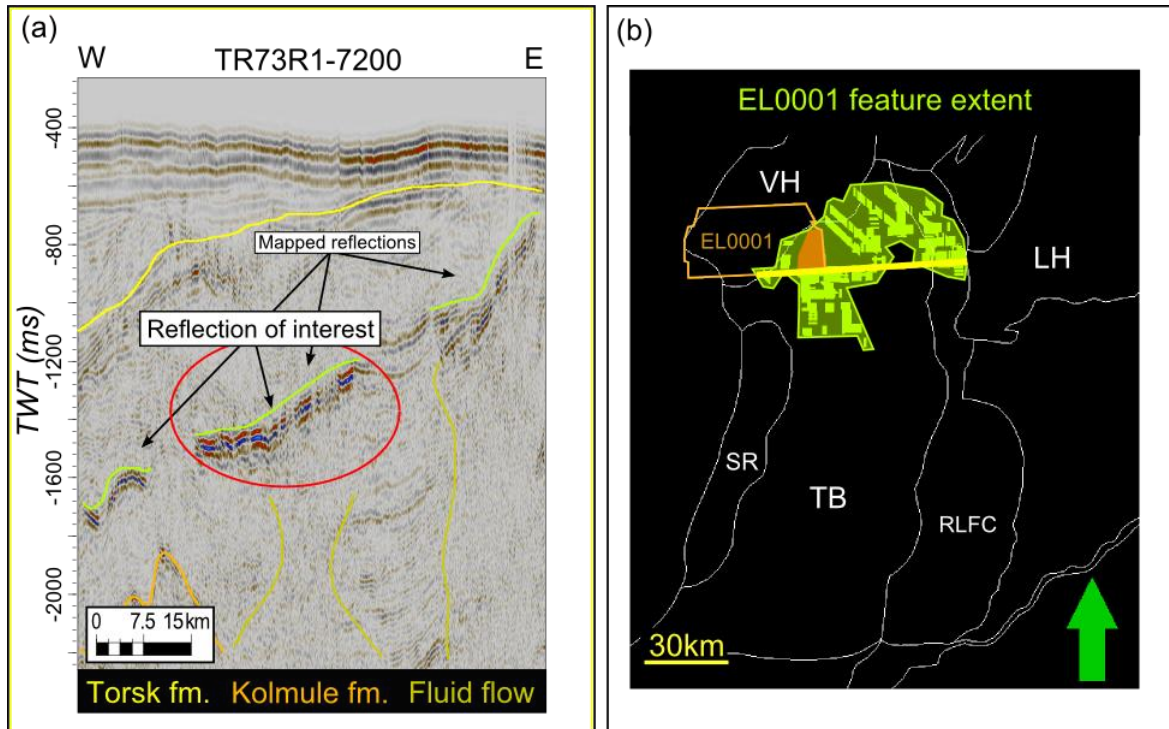 (a)
W
TR73R1-7200
E
-400
-800
-1200
-1600
-2000
TWT (ms)
Mapped reflections
Reflection of interest
0 7.5 15km
Torsk fm. Kolmule fm. Fluid flow
(b)
EL0001 feature extent
VH
EL0001
LH
SR
TB
RLFC
30km